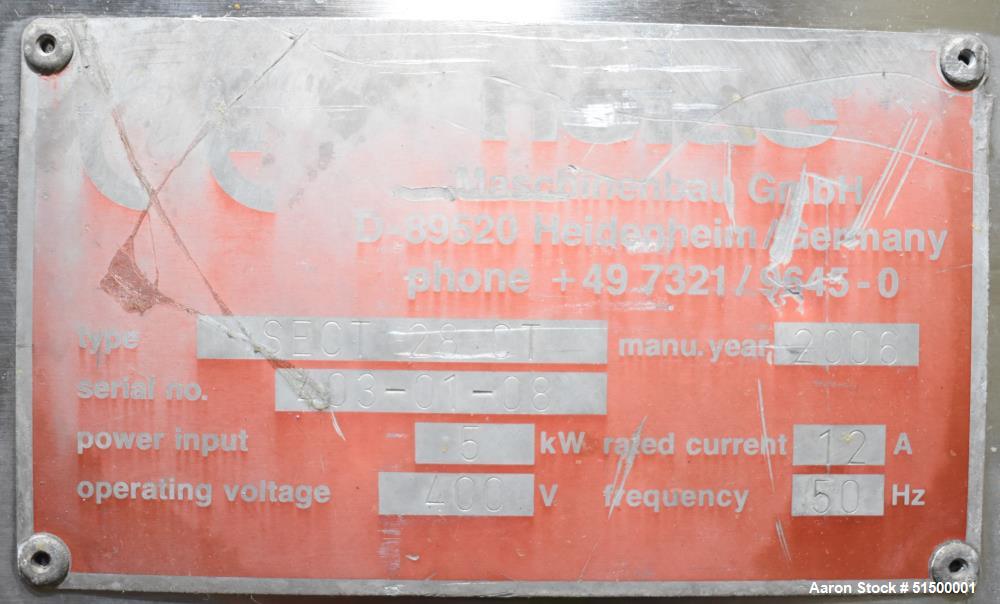 CE
Maschinenbau GmbH
D-89520 Heidenheim/Germany
phone +49 7321/9645-0
type SECT 28 CT manu. year 2006
serial no. 403-01-08
power input 5 kW rated current 12 A
operating voltage 400 V frequency 50 Hz
Aaron Stock # 51500001